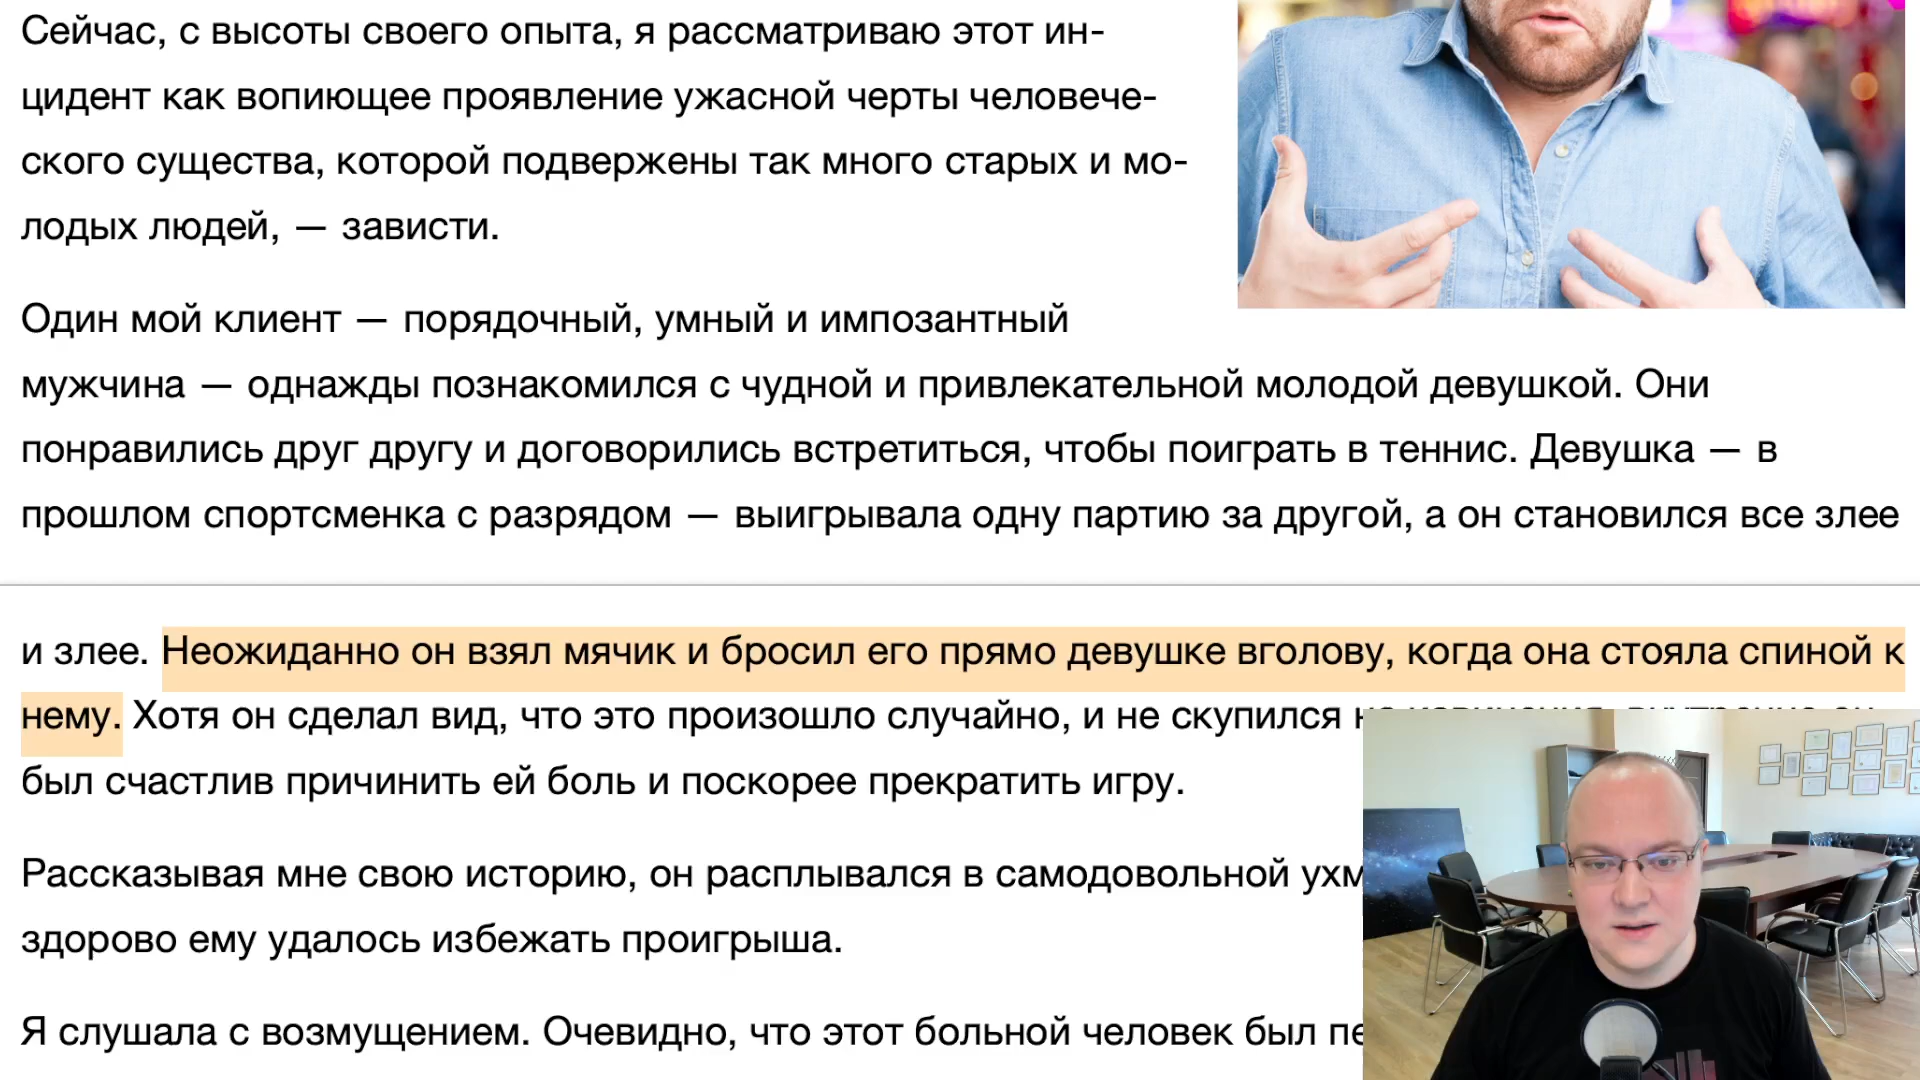 Сейчас, с высоты своего опыта, я рассматриваю этот ин-
цидент как вопиющее проявление ужасной черты человече-
ского существа, которой подвержены так много старых и мо-
лодых людей, — зависти.
Один мой клиент — порядочный, умный и импозантный
мужчина — однажды познакомился с чудной и привлекательной молодой девушкой. Они
понравились друг другу и договорились встретиться, чтобы поиграть в теннис. Девушка — в
прошлом спортсменка с разрядом — выигрывала одну партию за другой, а он становился все злее
и злее. Неожиданно он взял мячик и бросил его прямо девушке вголову, когда она стояла спиной к
нему. Хотя он сделал вид, что это произошло случайно, и не скупился
был счастлив причинить ей боль и поскорее прекратить игру.
Рассказывая мне свою историю, он расплывался в самодовольной
здорово ему удалось избежать проигрыша.
Я слушала с возмущением. Очевидно, что этот больной человек был